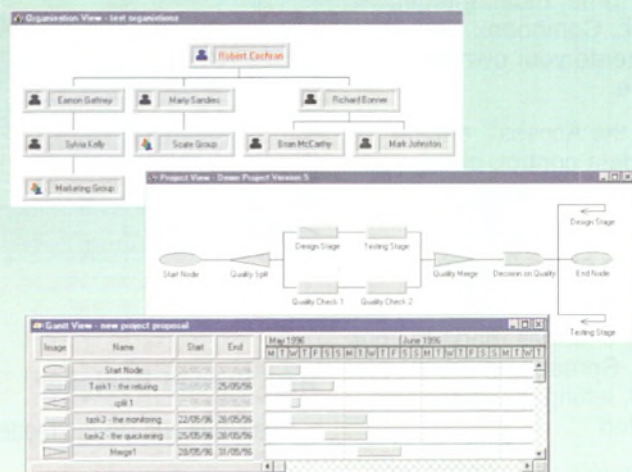 Organisation View - test organistions
Robert Cochran
Eamon Gaffney
Marty Sanders
Richard Bonner
Sylvia Kelly
Scate Group
Brian McCarthy
Mark Johnston
Marketing Group
Project View - Demo Project Version 5
Design Stage
Design Stage
Testing Stage
Start Node
Quality Split
Quality Merge
Decision on Quality
End Node
Quality Check 1
Quality Check 2
Testing Stage
Gantt View - new project proposal
Image Name Start End May 1996 June 1996
M T W T F S S M T W T F S S M T W T F S S M T W T F S S M T W T
Start Node
Task1 - the retuing 25/05/96
split 1
task3 - the monitoring 22/05/96 28/05/96
task2 - the quickening 25/05/96 28/05/96
Merge1 28/05/96 31/05/96